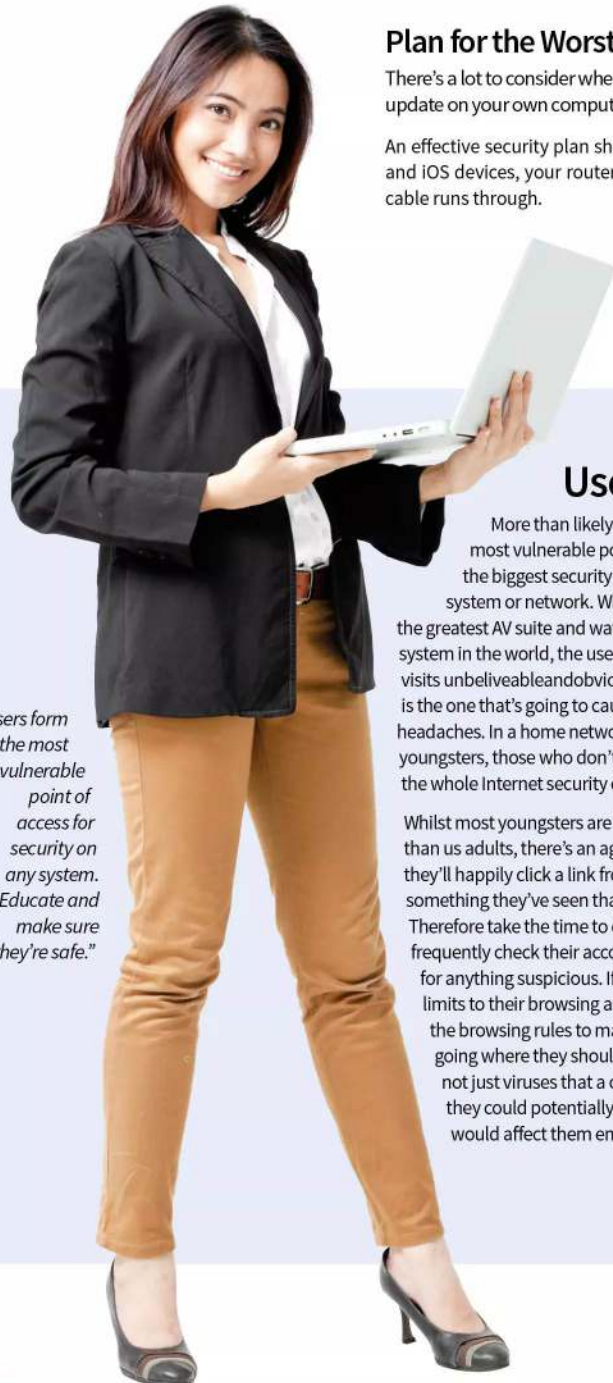 Plan for the Worst
There's a lot to consider whe
update on your own comput
An effective security plan sh
and iOS devices, your router
cable runs through.
Use
More than likely
most vulnerable po
the biggest security
system or network. W
the greatest AV suite and wat
system in the world, the use
visits unbeliveableandobvio
is the one that's going to cau
headaches. In a home netwo
youngsters, those who don'
the whole Internet security
Whilst most youngsters are
than us adults, there's an ag
they'll happily click a link fr
something they've seen tha
Therefore take the time to
frequently check their acco
for anything suspicious. I
limits to their browsing a
the browsing rules to ma
going where they shoul
not just viruses that a
they could potentially
would affect them em
sers form
the most
vulnerable
point of
access for
security on
any system.
Educate and
make sure
hey're safe."